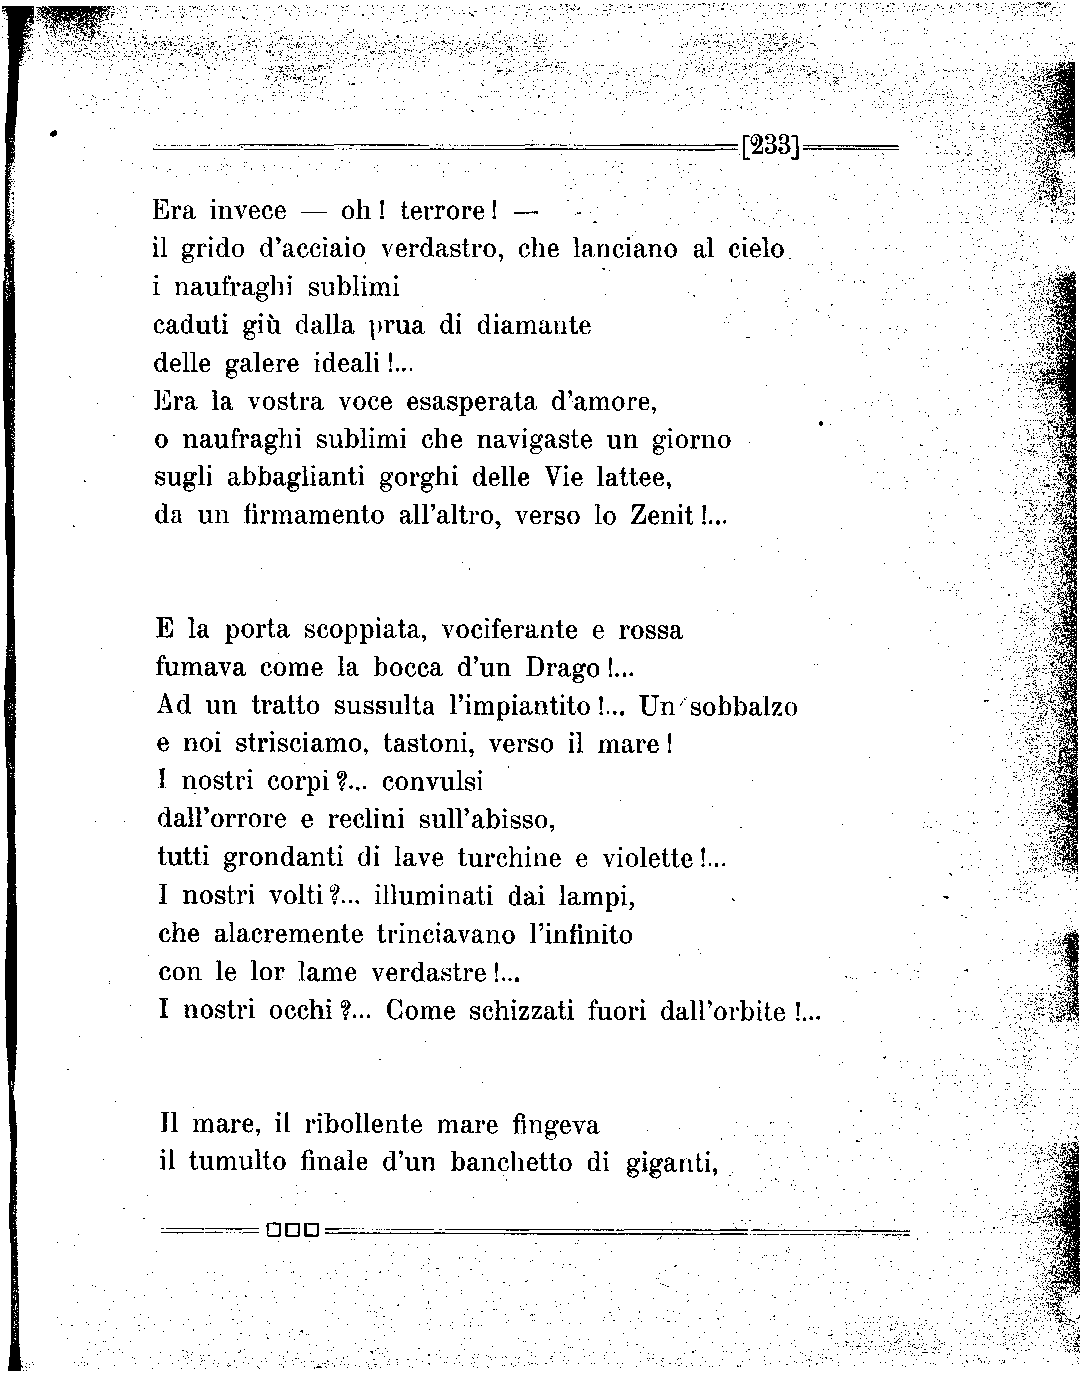 [233]
Era invece — oh! terrore! —
il grido d'acciaio verdastro, che lanciano al cielo
i naufraghi sublimi
caduti giù dalla prua di diamante
delle galere ideali!...
Era la vostra voce esasperata d'amore,
o naufraghi sublimi che navigaste un giorno
sugli abbaglianti gorghi delle Vie lattee,
da un firmamento all'altro, verso lo Zenit!...
E la porta scoppiata, vociferante e rossa
fumava come la bocca d'un Drago!...
Ad un tratto sussulta l'impiantito!... Un sobbalzo
e noi strisciamo, tastoni, verso il mare!
I nostri corpi?... convulsi
dall'orrore e reclini sull'abisso,
tutti grondanti di lave turchine e violette!...
I nostri volti?... illuminati dai lampi,
che alacremente trinciavano l'infinito
con le lor lame verdastre!...
I nostri occhi?... Come schizzati fuori dall'orbite!...
Il mare, il ribollente mare fingeva
il tumulto finale d'un banchetto di giganti,